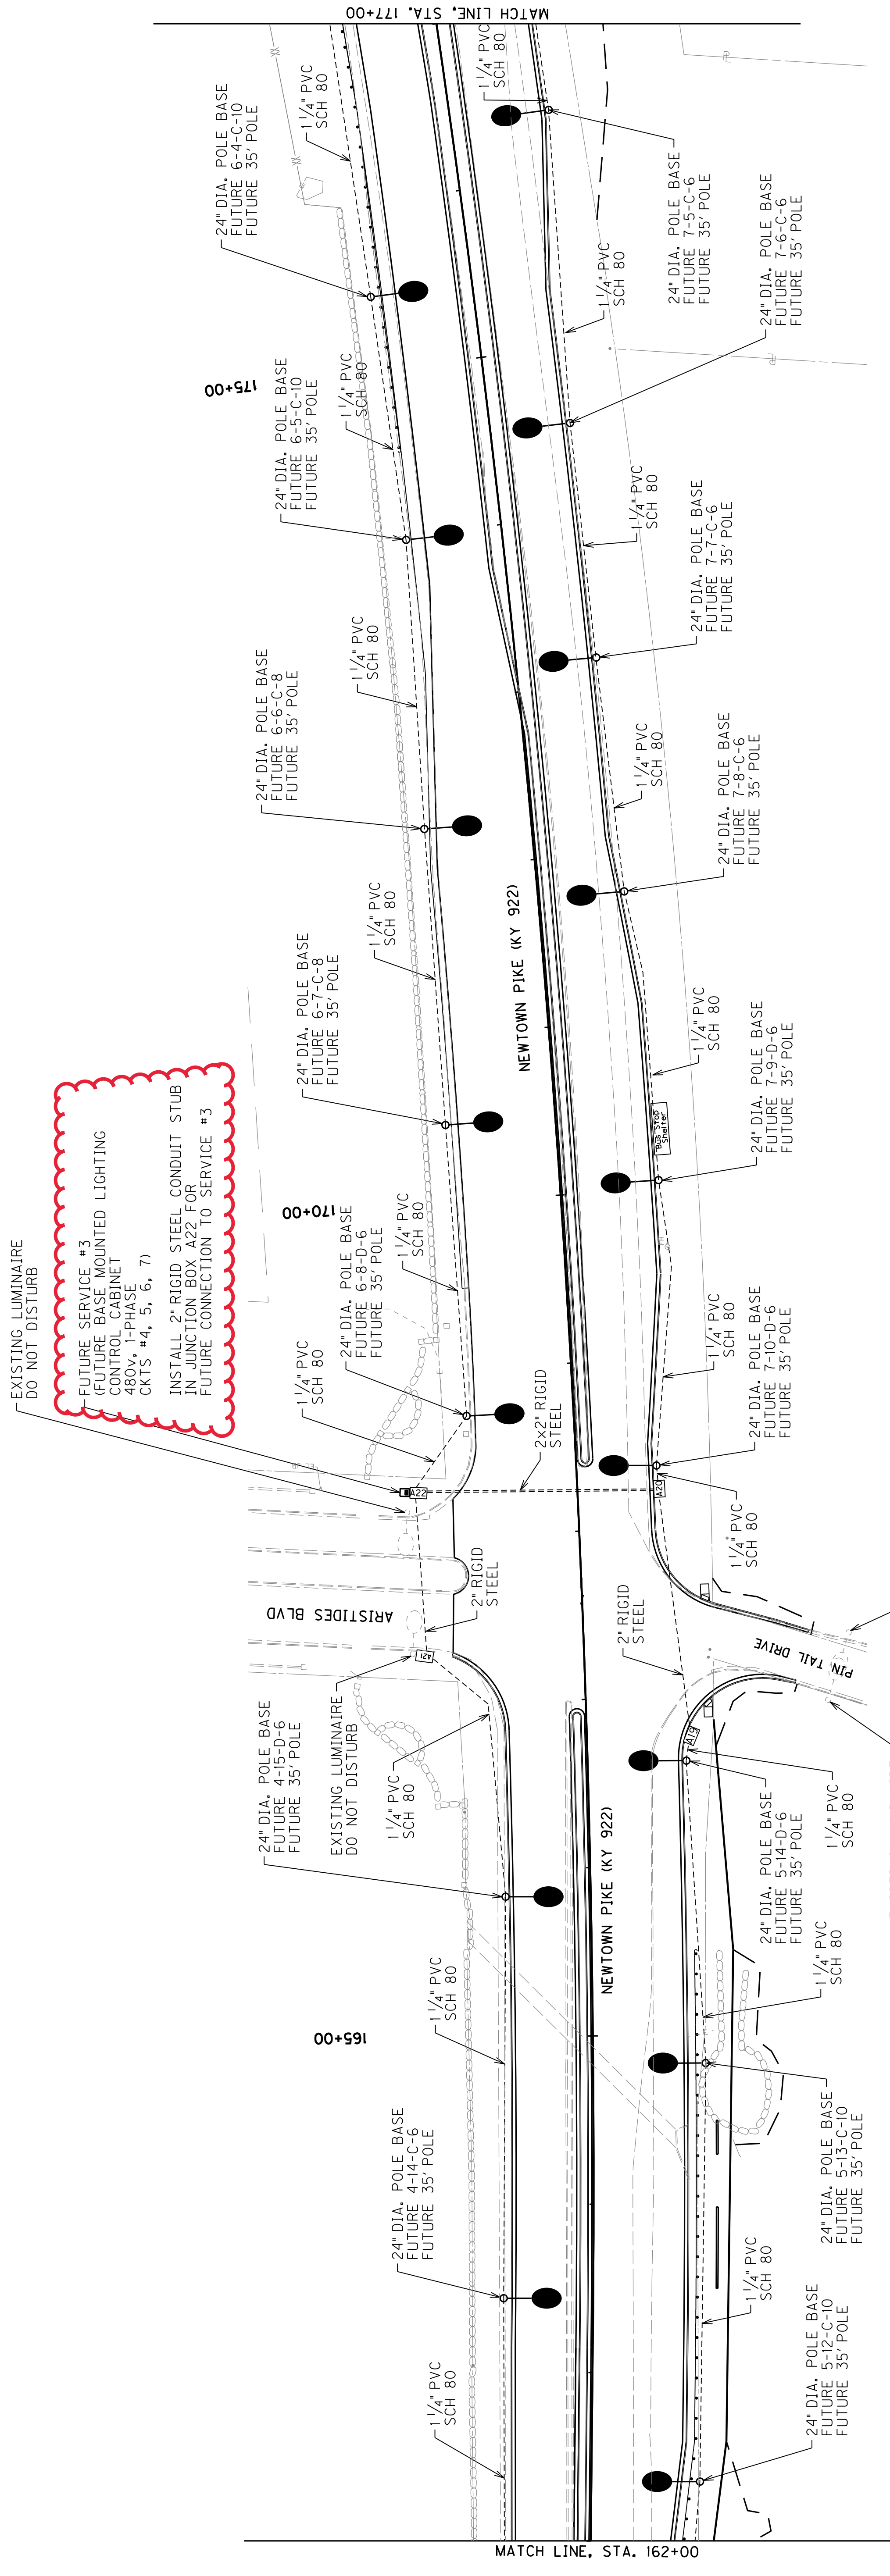 MATCH LINE, STA. 177+00
24" DIA. POLE BASE
FUTURE 6-4-C-10
FUTURE 35' POLE
1 1/4" PVC
SCH 80
1 1/4" PVC
SCH 80
24" DIA. POLE BASE
FUTURE 7-5-C-6
FUTURE 35' POLE
1 1/4" PVC
SCH 80
24" DIA. POLE BASE
FUTURE 7-6-C-6
FUTURE 35' POLE
175+00
24" DIA. POLE BASE
FUTURE 6-5-C-10
FUTURE 35' POLE
1 1/4" PVC
SCH 80
1 1/4" PVC
SCH 80
24" DIA. POLE BASE
FUTURE 7-7-C-6
FUTURE 35' POLE
24" DIA. POLE BASE
FUTURE 6-6-C-8
FUTURE 35' POLE
1 1/4" PVC
SCH 80
1 1/4" PVC
SCH 80
24" DIA. POLE BASE
FUTURE 7-8-C-6
FUTURE 35' POLE
24" DIA. POLE BASE
FUTURE 6-7-C-8
FUTURE 35' POLE
1 1/4" PVC
SCH 80
NEWTOWN PIKE (KY 922)
1 1/4" PVC
SCH 80
Bus Stop
Shelter
24" DIA. POLE BASE
FUTURE 7-9-D-6
FUTURE 35' POLE
EXISTING LUMINAIRE
DO NOT DISTURB
FUTURE SERVICE #3
(FUTURE BASE MOUNTED LIGHTING
CONTROL CABINET
480v, 1-PHASE
CKTS #4, 5, 6, 7)
INSTALL 2" RIGID STEEL CONDUIT STUB
IN JUNCTION BOX A22 FOR
FUTURE CONNECTION TO SERVICE #3
170+00
1 1/4" PVC
SCH 80
24" DIA. POLE BASE
FUTURE 6-8-D-6
FUTURE 35' POLE
1 1/4" PVC
SCH 80
2x2" RIGID
STEEL
1 1/4" PVC
SCH 80
24" DIA. POLE BASE
FUTURE 7-10-D-6
FUTURE 35' POLE
A22
A20
1 1/4" PVC
SCH 80
ARISTIDES BLVD
2" RIGID
STEEL
2" RIGID
STEEL
PIN TAIL DRIVE
A21
A19
24" DIA. POLE BASE
FUTURE 4-15-D-6
FUTURE 35' POLE
EXISTING LUMINAIRE
DO NOT DISTURB
1 1/4" PVC
SCH 80
NEWTOWN PIKE (KY 922)
24" DIA. POLE BASE
FUTURE 5-14-D-6
FUTURE 35' POLE
1 1/4" PVC
SCH 80
165+00
1 1/4" PVC
SCH 80
1 1/4" PVC
SCH 80
24" DIA. POLE BASE
FUTURE 4-14-C-6
FUTURE 35' POLE
24" DIA. POLE BASE
FUTURE 5-13-C-10
FUTURE 35' POLE
1 1/4" PVC
SCH 80
1 1/4" PVC
SCH 80
24" DIA. POLE BASE
FUTURE 5-12-C-10
FUTURE 35' POLE
MATCH LINE, STA. 162+00